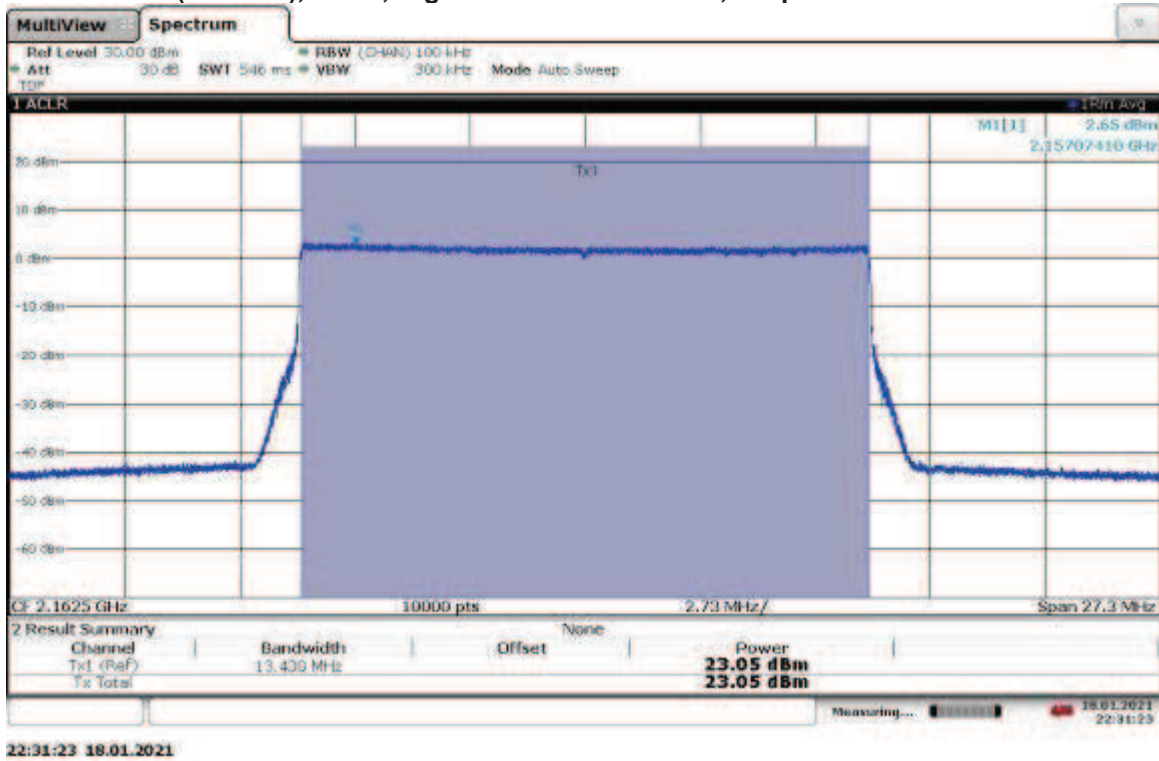 MultiView Spectrum
Ref Level 30.00 dBm RBW (CHAN) 100 kHz
Att 30 dB SWT 546 ms VBW 300 kHz Mode Auto Sweep
TDF
1 ACLR 1Rm Avg
M1[1] 2.65 dBm
2.15707410 GHz
20 dBm
Tx1
10 dBm
0 dBm
-10 dBm
-20 dBm
-30 dBm
-40 dBm
-50 dBm
-60 dBm
CF 2.1625 GHz 10000 pts 2.73 MHz/ Span 27.3 MHz
2 Result Summary None
Channel Bandwidth Offset Power
Tx1 (Ref) 13.430 MHz 23.05 dBm
Tx Total 23.05 dBm
Measuring... 18.01.2021
22:31:23
22:31:23 18.01.2021